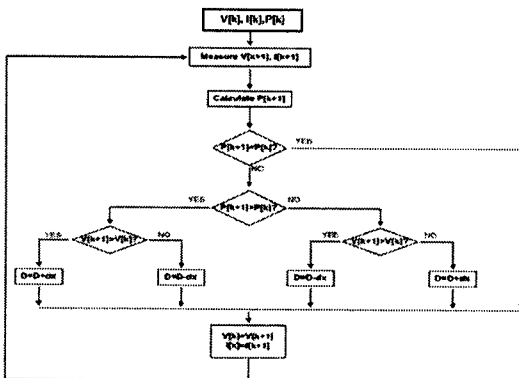 V[k], I[k],P[k]
Measure V[k+1], I[k+1]
Calculate P[k+1]
P[k+1]=P[k]?
YES
NO
P[k+1]>P[k]?
YES
NO
V[k+1]>V[k]?
YES
NO
V[k+1]>V[k]?
YES
NO
D=D+dx
D=D-dx
D=D-dx
D=D+dx
V[k]=V[k+1]
I[k]=I[k+1]